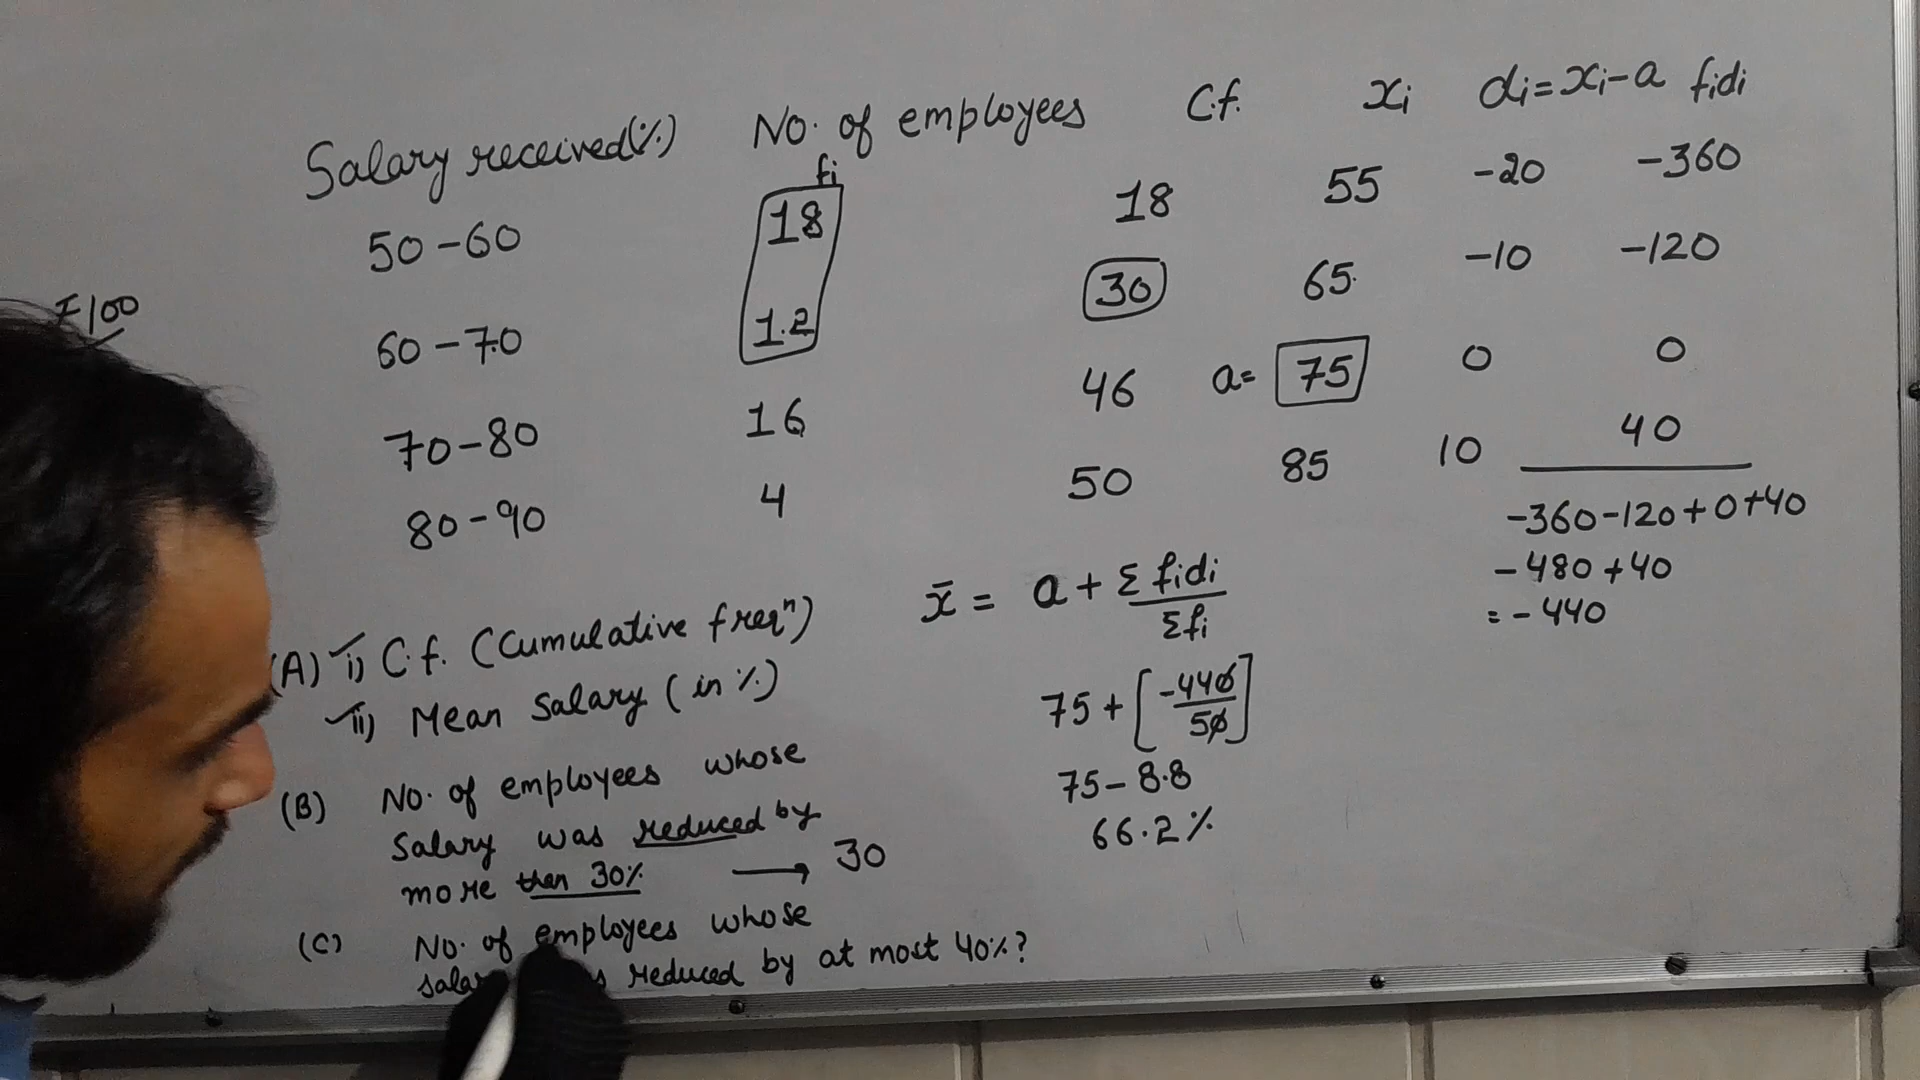 Salary received(%) No. of employees C.f. xi di=xi-a fidi
fi
50-60 18 18 55 -20 -360
60-70 12 30 65 -10 -120
70-80 16 46 a= 75 0 0
80-90 4 50 85 10 40
-360-120+0+40
-480+40
=-440
₹100
(A) i) C.f. (Cumulative freqⁿ)
ii) Mean salary (in %)
(B) No. of employees whose
salary was reduced by
more than 30% → 30
(C) No. of employees whose
reduced by at most 40%?
x̄ = a + Σfidi/Σfi
75 + [-440/50]
75 - 8.8
66.2%